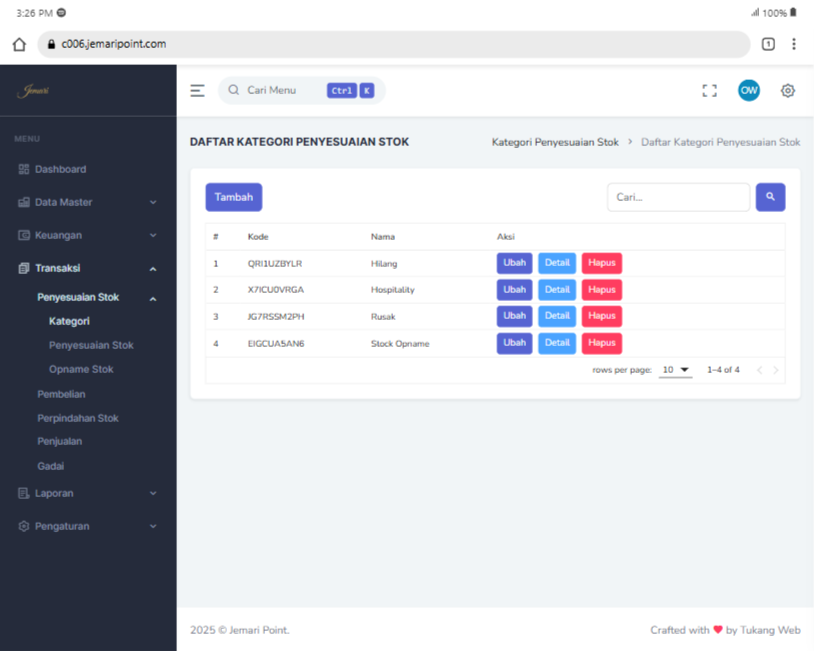 3:26 PM
100%
c006.jemaripoint.com
1
Jemari
Cari Menu Ctrl K
OW
MENU
Dashboard
Data Master
Keuangan
Transaksi
Penyesuaian Stok
Kategori
Penyesuaian Stok
Opname Stok
Pembelian
Perpindahan Stok
Penjualan
Gadai
Laporan
Pengaturan
DAFTAR KATEGORI PENYESUAIAN STOK
Kategori Penyesuaian Stok > Daftar Kategori Penyesuaian Stok
Tambah
Cari...
# Kode Nama Aksi
1 QRI1UZBYLR Hilang Ubah Detail Hapus
2 X7ICU0VRGA Hospitality Ubah Detail Hapus
3 JG7RSSM2PH Rusak Ubah Detail Hapus
4 EIGCUA5AN6 Stock Opname Ubah Detail Hapus
rows per page: 10 1-4 of 4
2025 © Jemari Point.
Crafted with ❤ by Tukang Web